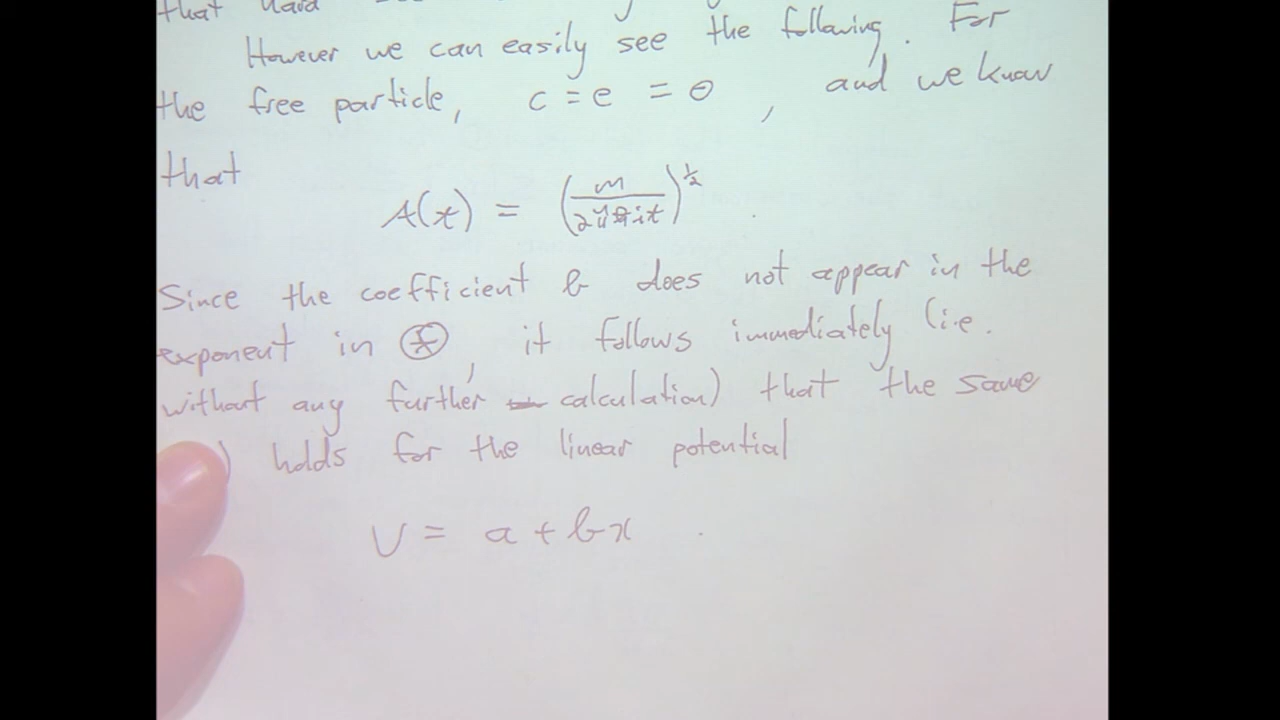 that hard
However we can easily see the following. For
the free particle, c = e = 0, and we know
that
A(t) = (m / 2πħit)^½
Since the coefficient b does not appear in the
exponent in (*), it follows immediately (i.e.
without any further calculation) that the same
) holds for the linear potential
V = a + bx.